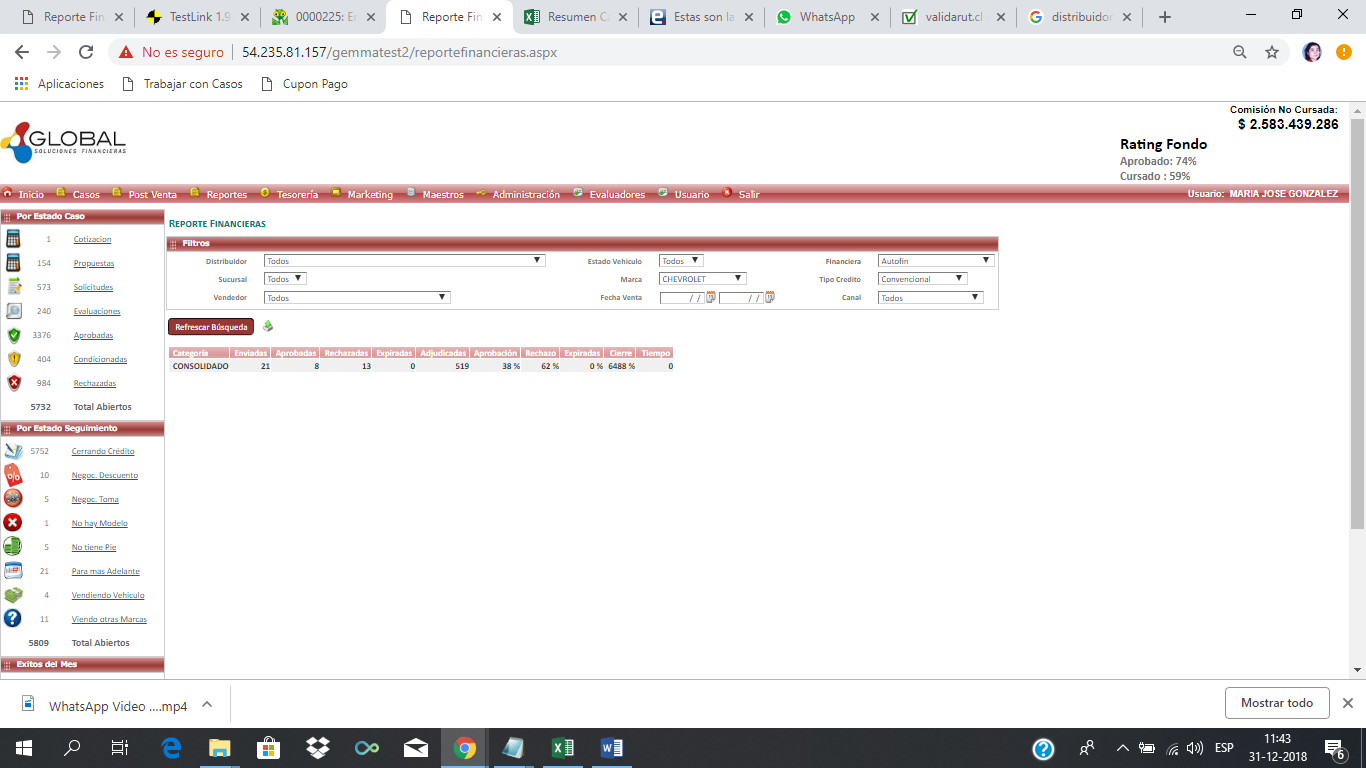 Reporte Fin
TestLink 1.9
0000225: Er
Reporte Fin
Resumen C
Estas son la
WhatsApp
validarut.cl
distribuidor
No es seguro 54.235.81.157/gemmatest2/reportefinancieras.aspx
Aplicaciones Trabajar con Casos Cupon Pago
Comisión No Cursada:
$ 2.583.439.286
GLOBAL
SOLUCIONES FINANCIERAS
Rating Fondo
Aprobado: 74%
Cursado : 59%
Inicio Casos Post Venta Reportes Tesorería Marketing Maestros Administración Evaluadores Usuario Salir Usuario: MARIA JOSE GONZALEZ
Por Estado Caso
1 Cotizacion
154 Propuestas
573 Solicitudes
240 Evaluaciones
3376 Aprobadas
404 Condicionadas
984 Rechazadas
5732 Total Abiertos
Por Estado Seguimiento
5752 Cerrando Crédito
10 Negoc. Descuento
5 Negoc. Toma
1 No hay Modelo
5 No tiene Pie
21 Para mas Adelante
4 Vendiendo Vehículo
11 Viendo otras Marcas
5809 Total Abiertos
Exitos del Mes
REPORTE FINANCIERAS
Filtros
Distribuidor Todos Estado Vehiculo Todos Financiera Autofin
Sucursal Todos Marca CHEVROLET Tipo Credito Convencional
Vendedor Todos Fecha Venta / / / / Canal Todos
Refrescar Búsqueda
Categoría Enviadas Aprobadas Rechazadas Expiradas Adjudicadas Aprobación Rechazo Expiradas Cierre Tiempo
CONSOLIDADO 21 8 13 0 519 38 % 62 % 0 % 6488 % 0
WhatsApp Video ....mp4
Mostrar todo
ESP
11:43
31-12-2018
6